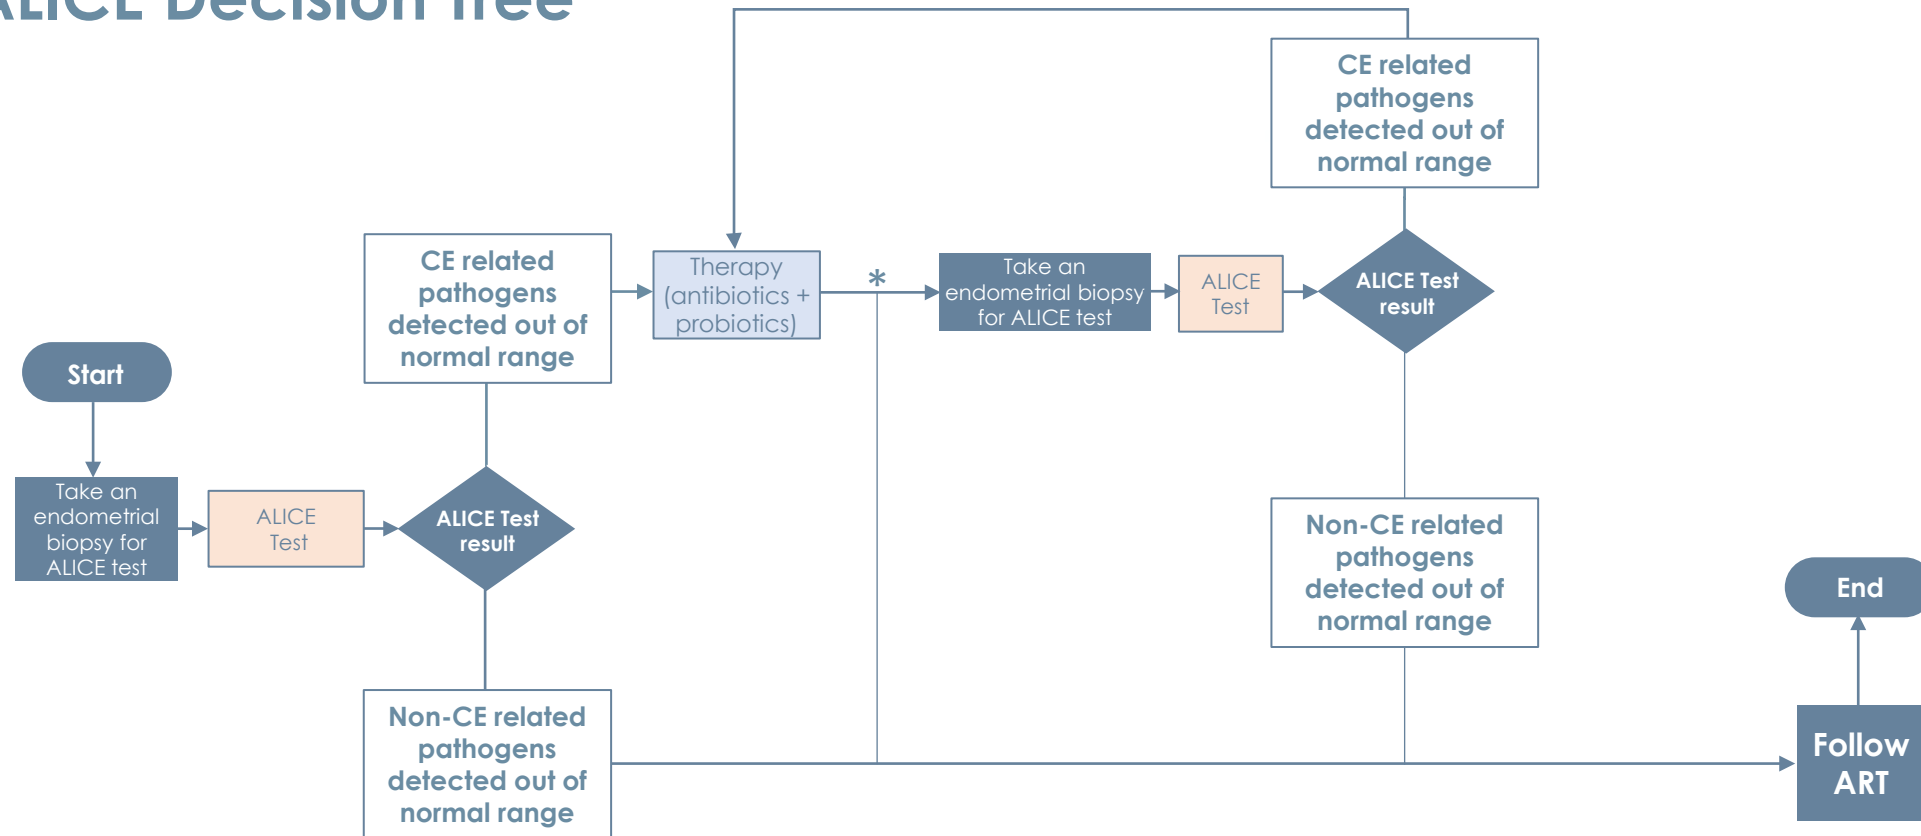 ALICE Decision Tree
CE related
pathogens
detected out of
normal range
CE related
pathogens
detected out of
normal range
Therapy
(antibiotics +
probiotics)
*
Take an
endometrial biopsy
for ALICE test
ALICE
Test
ALICE Test
result
Start
Take an
endometrial
biopsy for
ALICE test
ALICE
Test
ALICE Test
result
Non-CE related
pathogens
detected out of
normal range
End
Non-CE related
pathogens
detected out of
normal range
Follow
ART